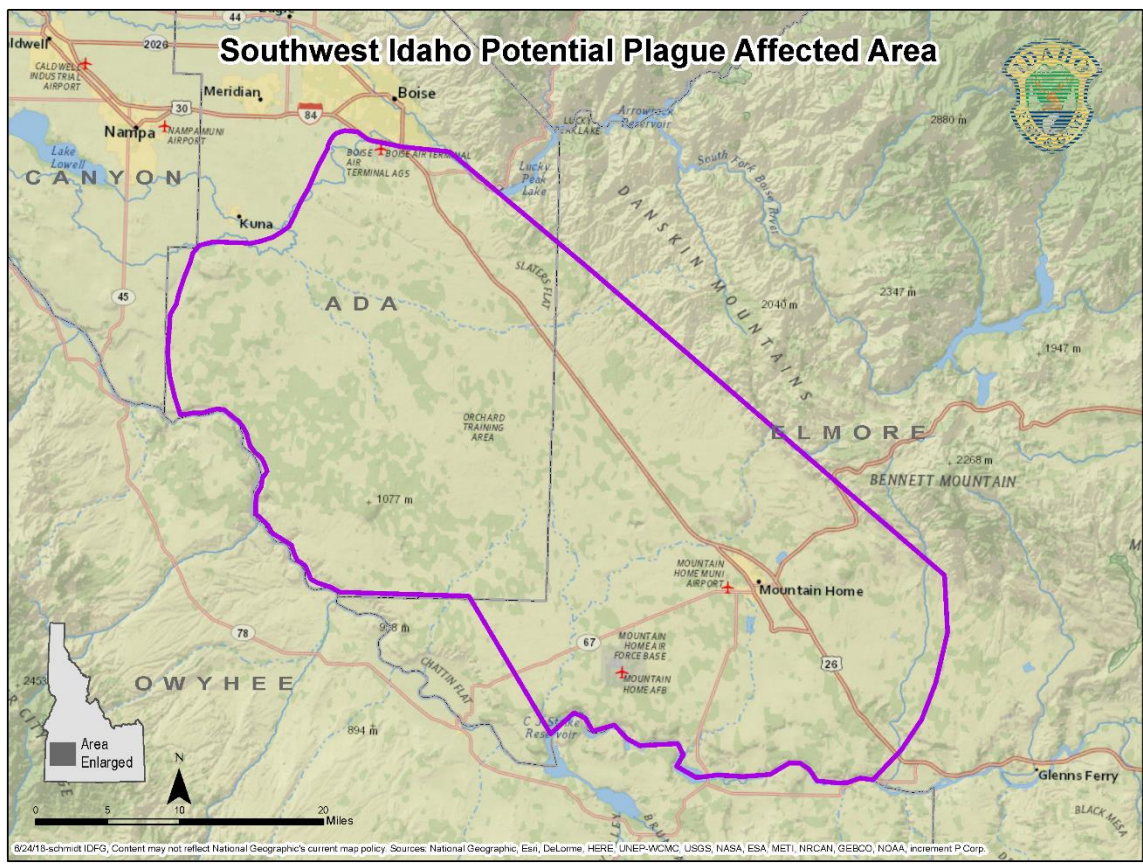 Southwest Idaho Potential Plague Affected Area
44
2026
CALDWELL
INDUSTRIAL
AIRPORT
Meridian
Boise
30
84
Nampa
NAMPA MUNI
AIRPORT
BOISE
AIR
TERMINAL AGS
BOISE AIR TERMINAL
LUCKY
PEAK LAKE
Arrowrock
Reservoir
2880 m
IDAHO
Lake
Lowell
CANYON
Lucky
Peak
Lake
South Fork Boise
River
Kuna
DANSKIN MOUNTAINS
SLATERS FLAT
45
ADA
2040 m
2347 m
1947 m
ORCHARD
TRAINING
AREA
ELMORE
2268 m
BENNETT MOUNTAIN
1077 m
MOUNTAIN
HOME MUNI
AIRPORT
Mountain Home
78
CHATTIN FLAT
67
MOUNTAIN
HOME AIR
FORCE BASE
MOUNTAIN
HOME AFB
26
OWYHEE
2453
894 m
C J Strike
Reservoir
Area
Enlarged
N
Glenns Ferry
BLACK MESA
0 5 10 20
Miles
6/24/18-schmidt IDFG, Content may not reflect National Geographic's current map policy. Sources: National Geographic, Esri, DeLorme, HERE, UNEP-WCMC, USGS, NASA, ESA, METI, NRCAN, GEBCO, NOAA, increment P Corp.